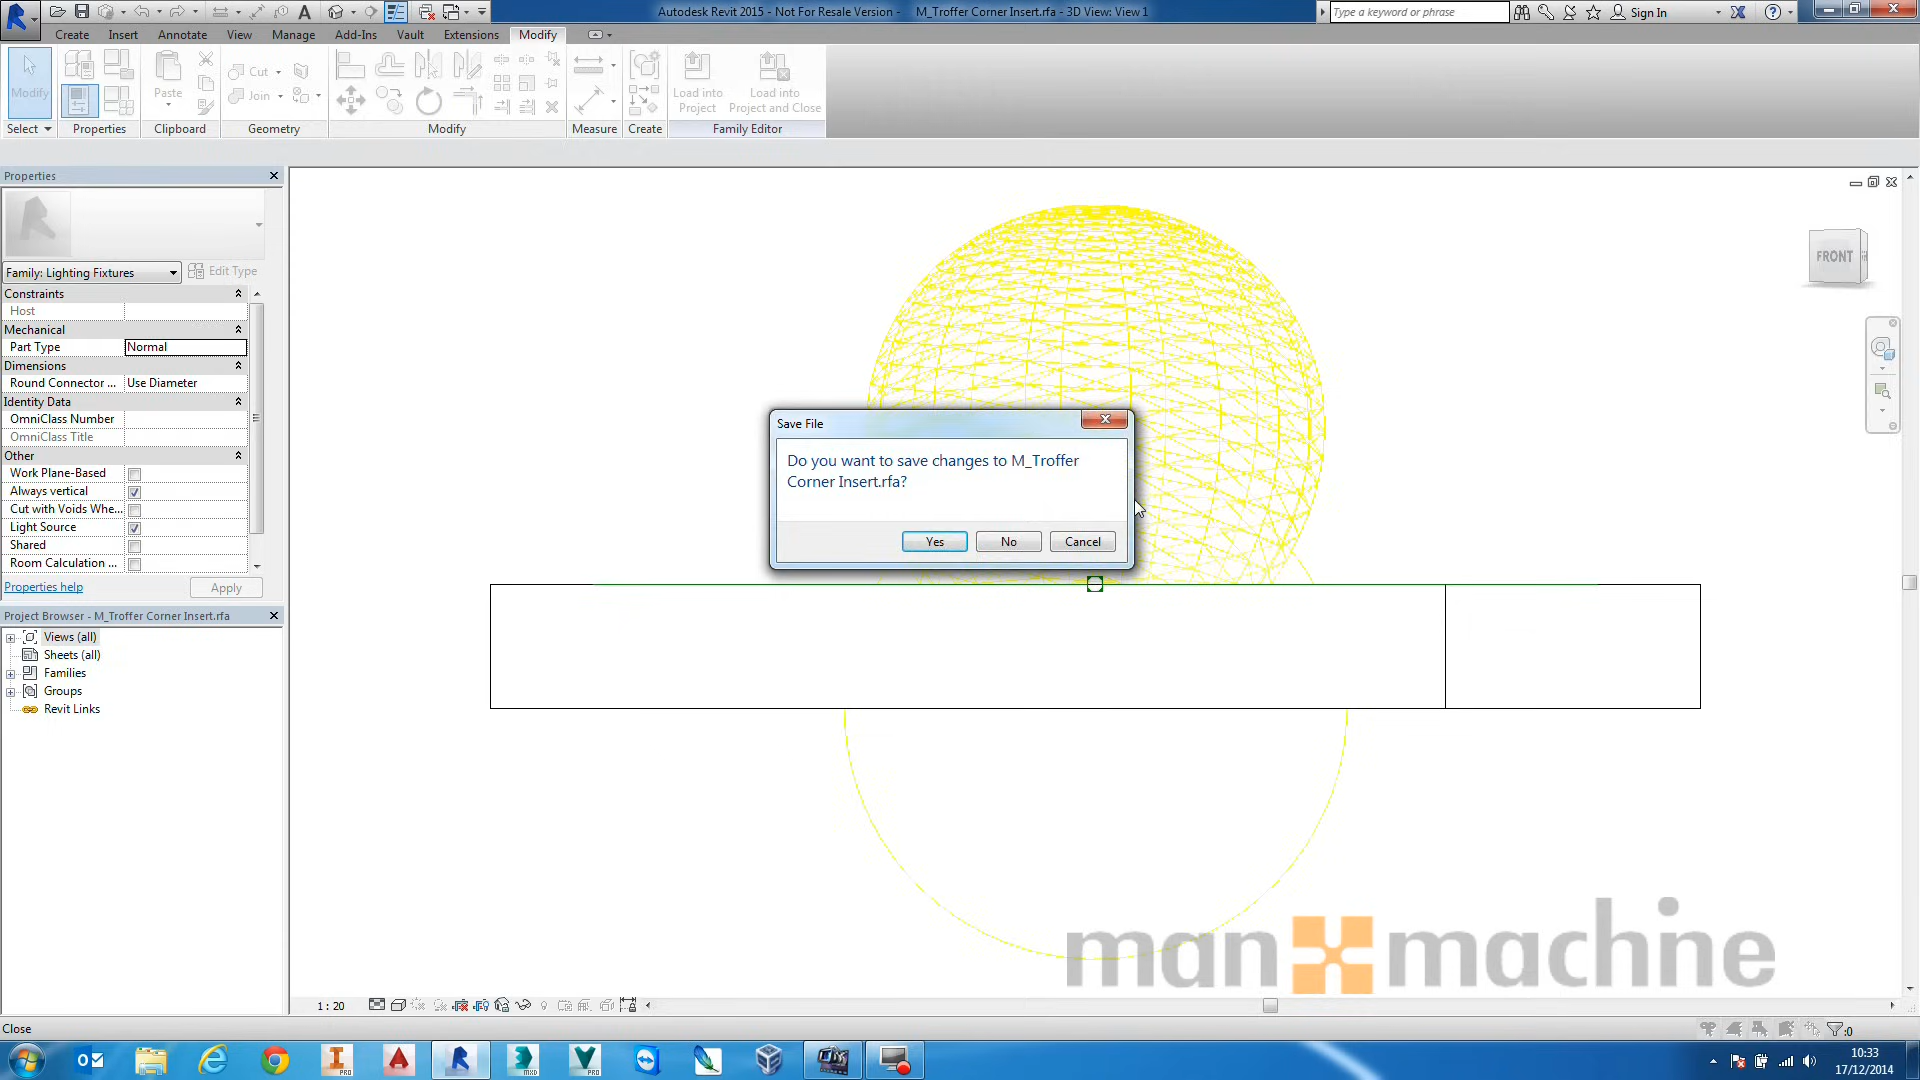 Autodesk Revit 2015 - Not For Resale Version - M_Troffer Corner Insert.rfa - 3D View: View 1
Type a keyword or phrase
Sign In
Create Insert Annotate View Manage Add-Ins Vault Extensions Modify
Modify
Paste
Cut
Join
Load into
Project
Load into
Project and Close
Select Properties Clipboard Geometry Modify Measure Create Family Editor
Properties
Family: Lighting Fixtures
Edit Type
Constraints
Host
Mechanical
Part Type Normal
Dimensions
Round Connector ... Use Diameter
Identity Data
OmniClass Number
OmniClass Title
Other
Work Plane-Based
Always vertical
Cut with Voids Whe...
Light Source
Shared
Room Calculation ...
Properties help
Apply
Project Browser - M_Troffer Corner Insert.rfa
Views (all)
Sheets (all)
Families
Groups
Revit Links
FRONT
Save File
Do you want to save changes to M_Troffer
Corner Insert.rfa?
Yes
No
Cancel
man machine
1 : 20
Close
:0
PRO
MXD
PRO
10:33
17/12/2014